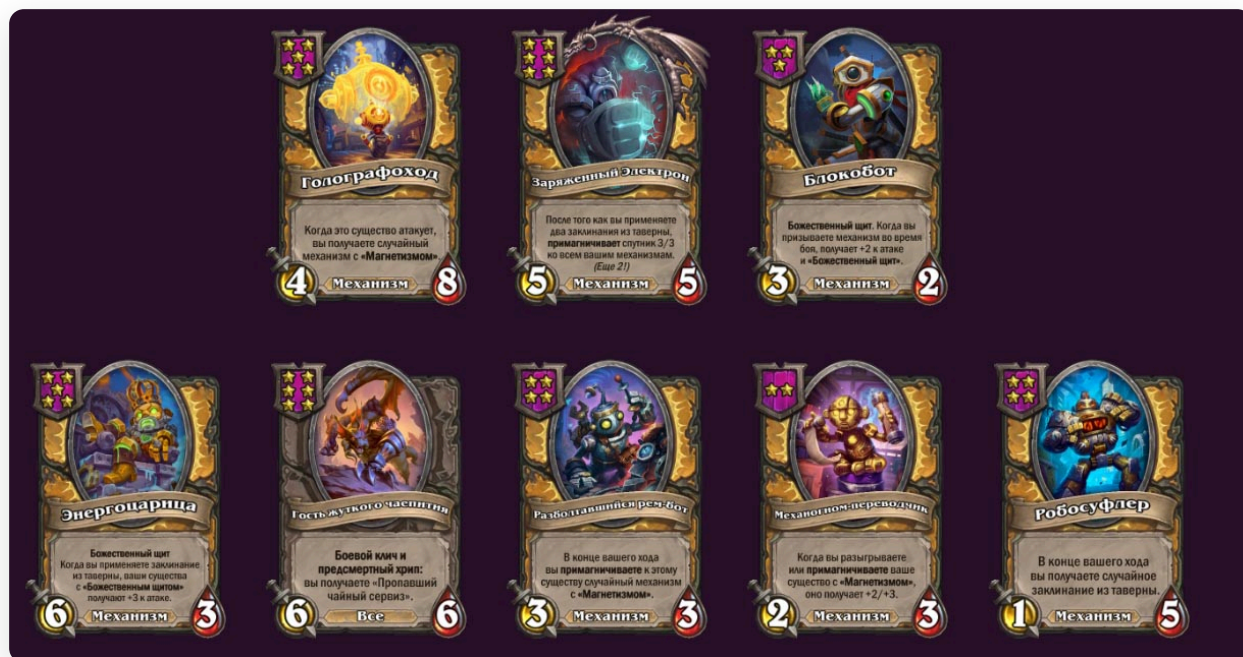 Голографоход
Когда это существо атакует,
вы получаете случайный
механизм с «Магнетизмом».
4
Механизм
8
Заряженный Электрон
После того как вы применяете
два заклинания из таверны,
примагничивает спутник 3/3
ко всем вашим механизмам.
(Еще 2!)
5
Механизм
5
Блокобот
Божественный щит. Когда вы
призываете механизм во время
боя, получает +2 к атаке
и «Божественный щит».
3
Механизм
2
Энергоцарица
Божественный щит
Когда вы применяете заклинание
из таверны, ваши существа
с «Божественным щитом»
получают +3 к атаке.
6
Механизм
3
Гость жуткого чаепития
Боевой клич и
предсмертный хрип:
вы получаете «Пропавший
чайный сервиз».
6
Все
6
Разболтавшийся рем-бот
В конце вашего хода
вы примагничиваете к этому
существу случайный механизм
с «Магнетизмом».
3
Механизм
3
Механогном-переводчик
Когда вы разыгрываете
или примагничиваете ваше
существо с «Магнетизмом»,
оно получает +2/+3.
2
Механизм
3
Робосуфлер
В конце вашего хода
вы получаете случайное
заклинание из таверны.
1
Механизм
5